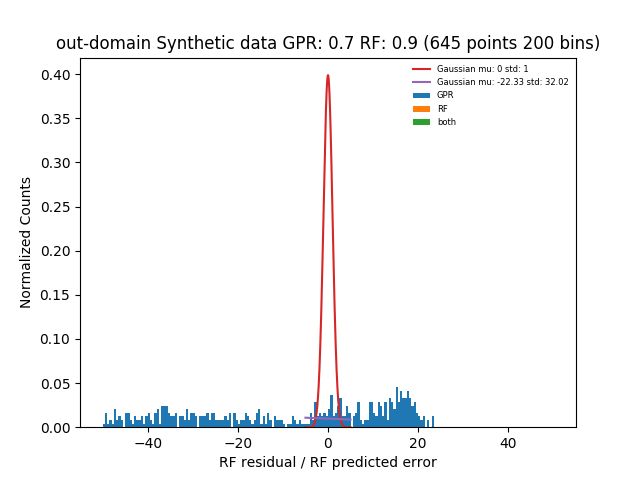 out-domain Synthetic data GPR: 0.7 RF: 0.9 (645 points 200 bins)
Gaussian mu: 0 std: 1
Gaussian mu: -22.33 std: 32.02
GPR
RF
both
Normalized Counts
0.40
0.35
0.30
0.25
0.20
0.15
0.10
0.05
0.00
−40 −20 0 20 40
RF residual / RF predicted error